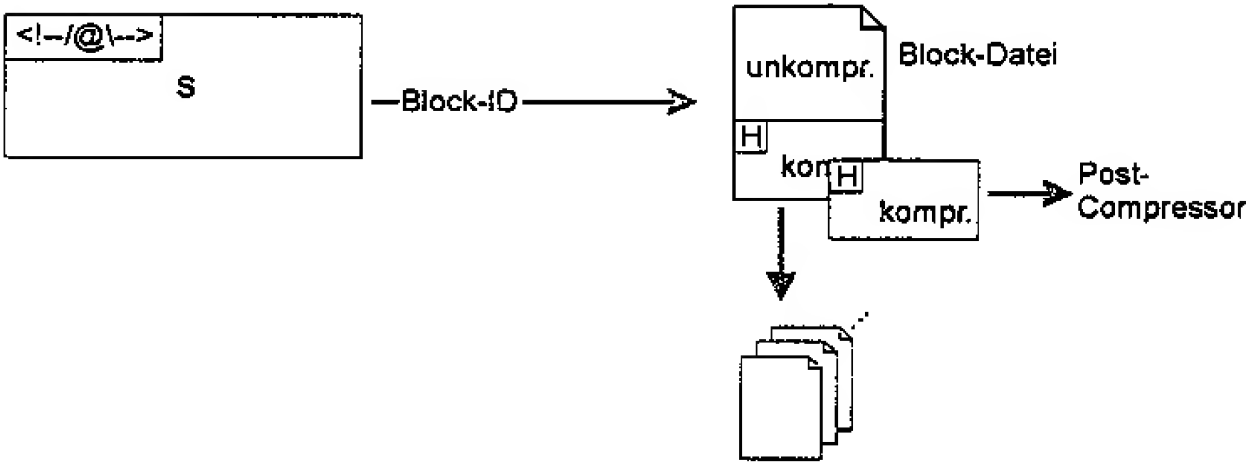 <!--/@\-->
S
Block-ID
unkompr.
Block-Datei
H
kom
H
kompr.
Post-
Compressor